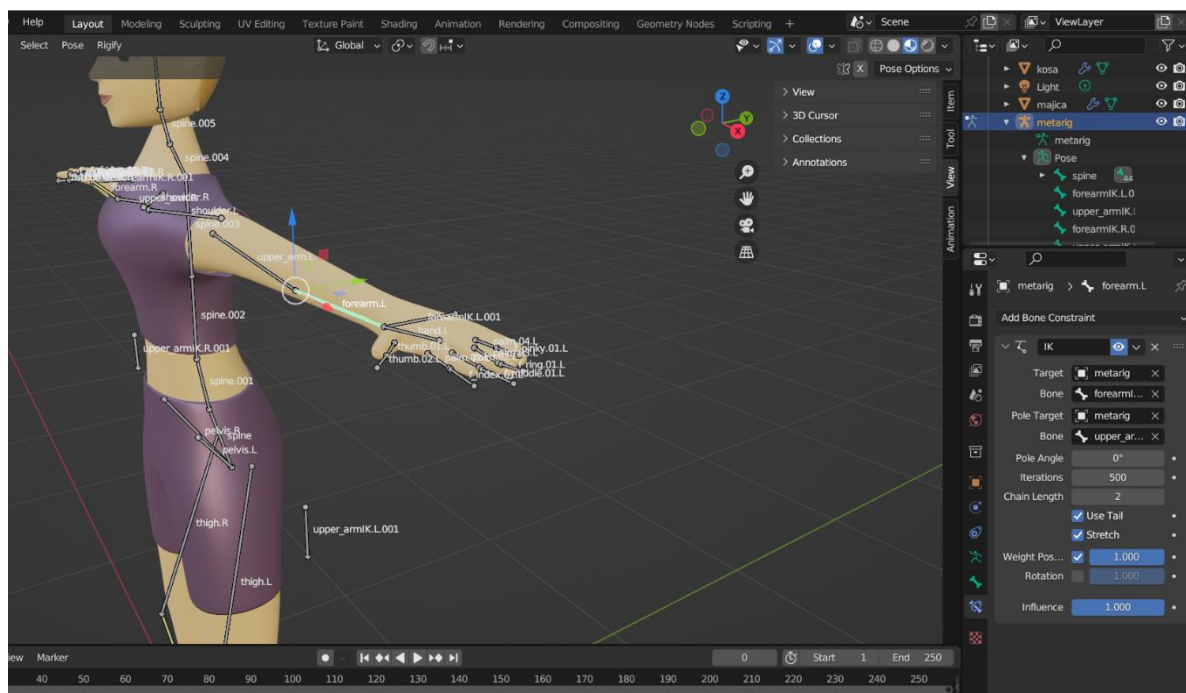 Help Layout Modeling Sculpting UV Editing Texture Paint Shading Animation Rendering Compositing Geometry Nodes Scripting + Scene ViewLayer
Select Pose Rigify Global
X Pose Options
View
3D Cursor
Collections
Annotations
Item
Tool
View
Animation
kosa
Light
majica
metarig
metarig
Pose
spine 44
forearmIK.L.0
upper_armIK.
forearmIK.R.0
spine.005
spine.004
forearm.R
shoulder.L
spine.003
upper_arm.L
forearm.L
forearmIK.L.001
hand.L
palm.04.L
thumb.01.L
thumb.02.L
f_ring.01.L
f_index.01.L
spine.002
upper_armIK.R.001
spine.001
pelvis.R
spine
pelvis.L
thigh.R
upper_armIK.L.001
thigh.L
metarig > forearm.L
Add Bone Constraint
IK
Target metarig
Bone forearmI...
Pole Target metarig
Bone upper_ar...
Pole Angle 0°
Iterations 500
Chain Length 2
Use Tail
Stretch
Weight Pos... 1.000
Rotation 1.000
Influence 1.000
iew Marker 0 Start 1 End 250
40 50 60 70 80 90 100 110 120 130 140 150 160 170 180 190 200 210 220 230 240 250